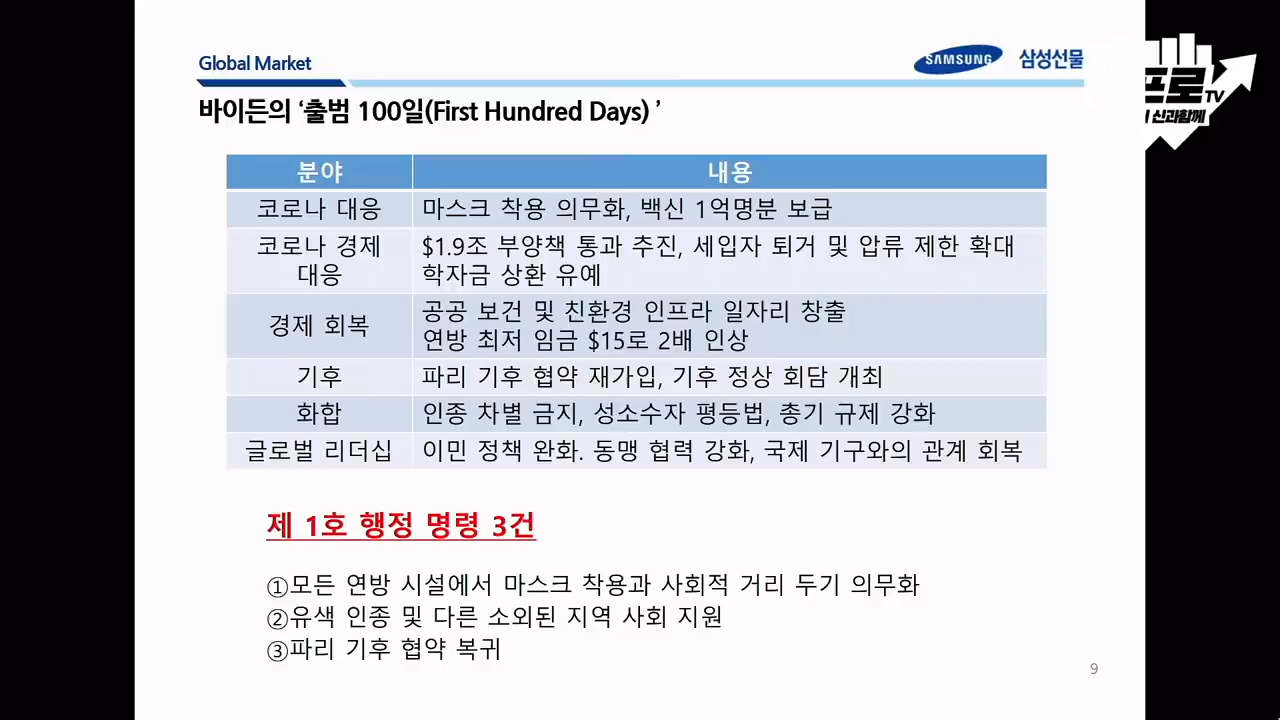 Global Market
SAMSUNG 삼성선물
프로TV
신과함께
바이든의 ‘출범 100일(First Hundred Days) ’
분야 내용
코로나 대응 마스크 착용 의무화, 백신 1억명분 보급
코로나 경제 대응 $1.9조 부양책 통과 추진, 세입자 퇴거 및 압류 제한 확대
학자금 상환 유예
경제 회복 공공 보건 및 친환경 인프라 일자리 창출
연방 최저 임금 $15로 2배 인상
기후 파리 기후 협약 재가입, 기후 정상 회담 개최
화합 인종 차별 금지, 성소수자 평등법, 총기 규제 강화
글로벌 리더십 이민 정책 완화. 동맹 협력 강화, 국제 기구와의 관계 회복
제 1호 행정 명령 3건
①모든 연방 시설에서 마스크 착용과 사회적 거리 두기 의무화
②유색 인종 및 다른 소외된 지역 사회 지원
③파리 기후 협약 복귀
9